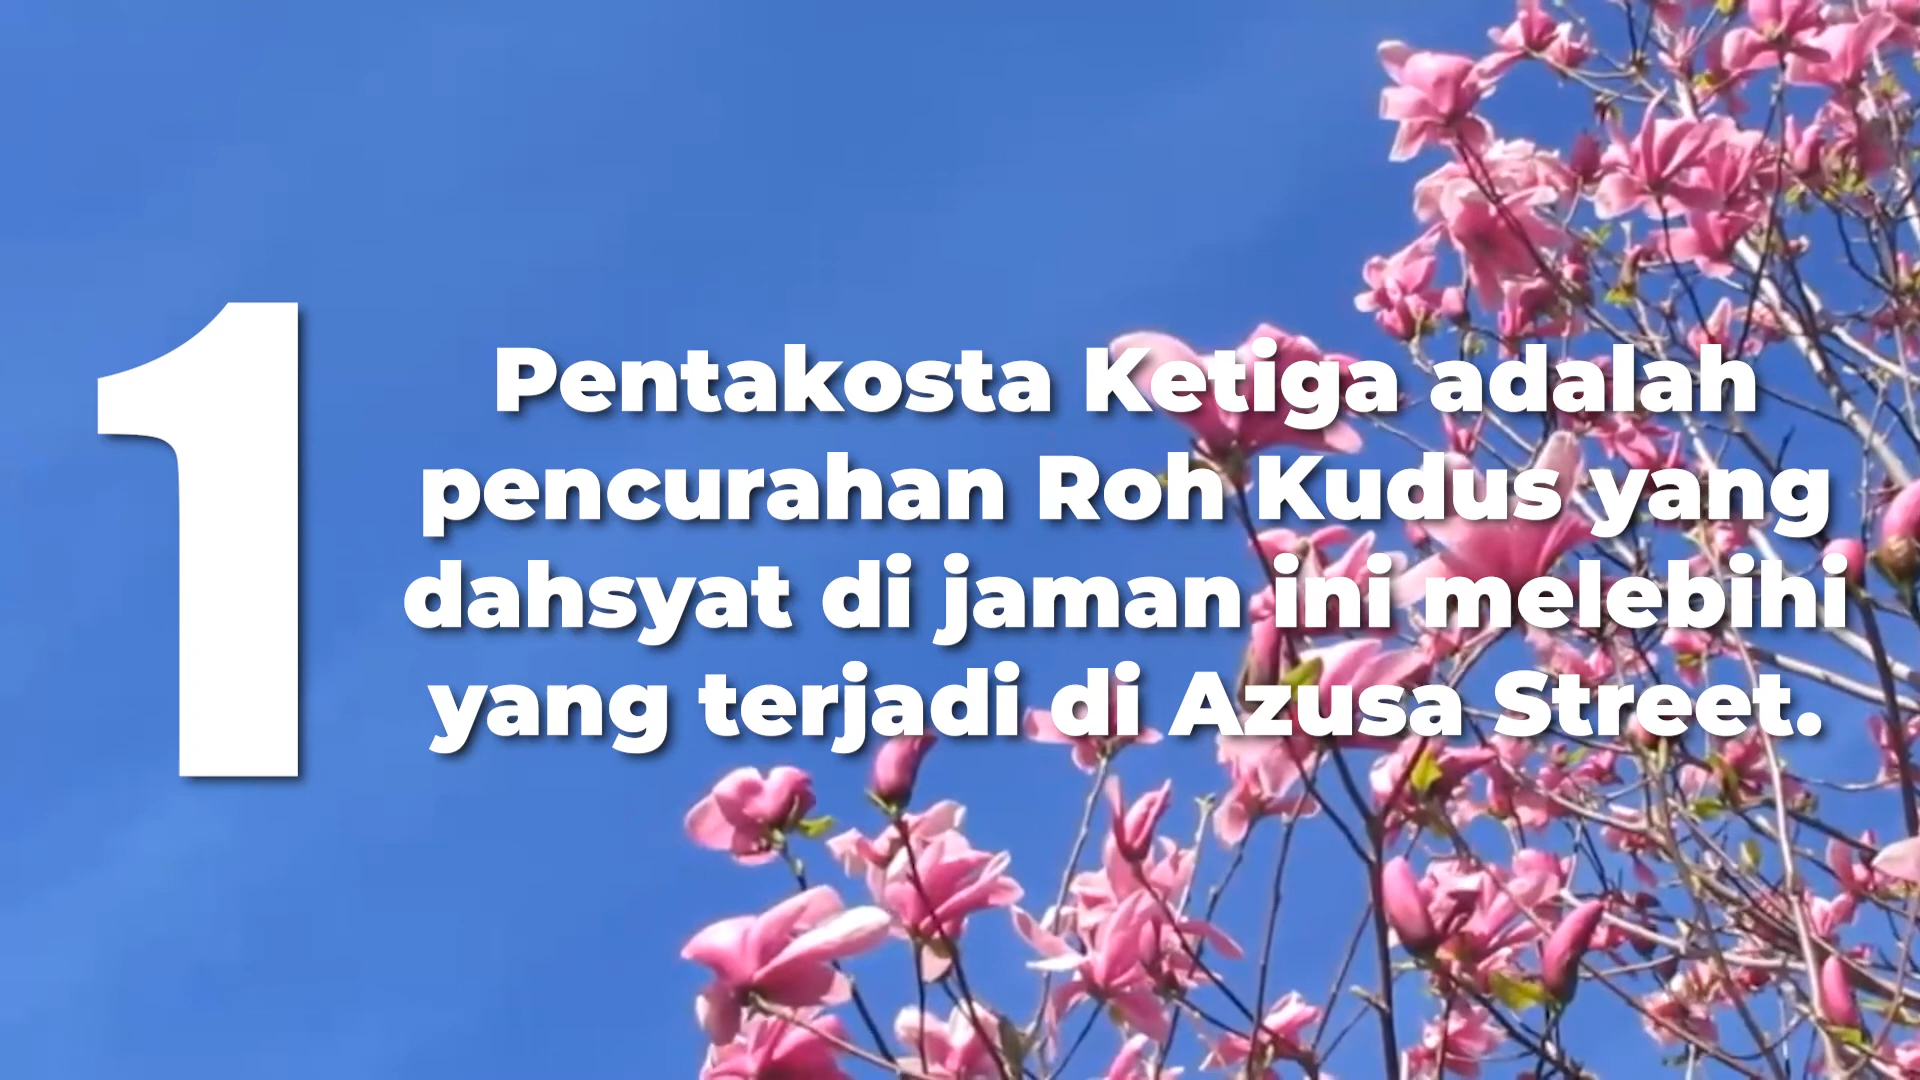 1
Pentakosta Ketiga adalah
pencurahan Roh Kudus yang
dahsyat di jaman ini melebihi
yang terjadi di Azusa Street.